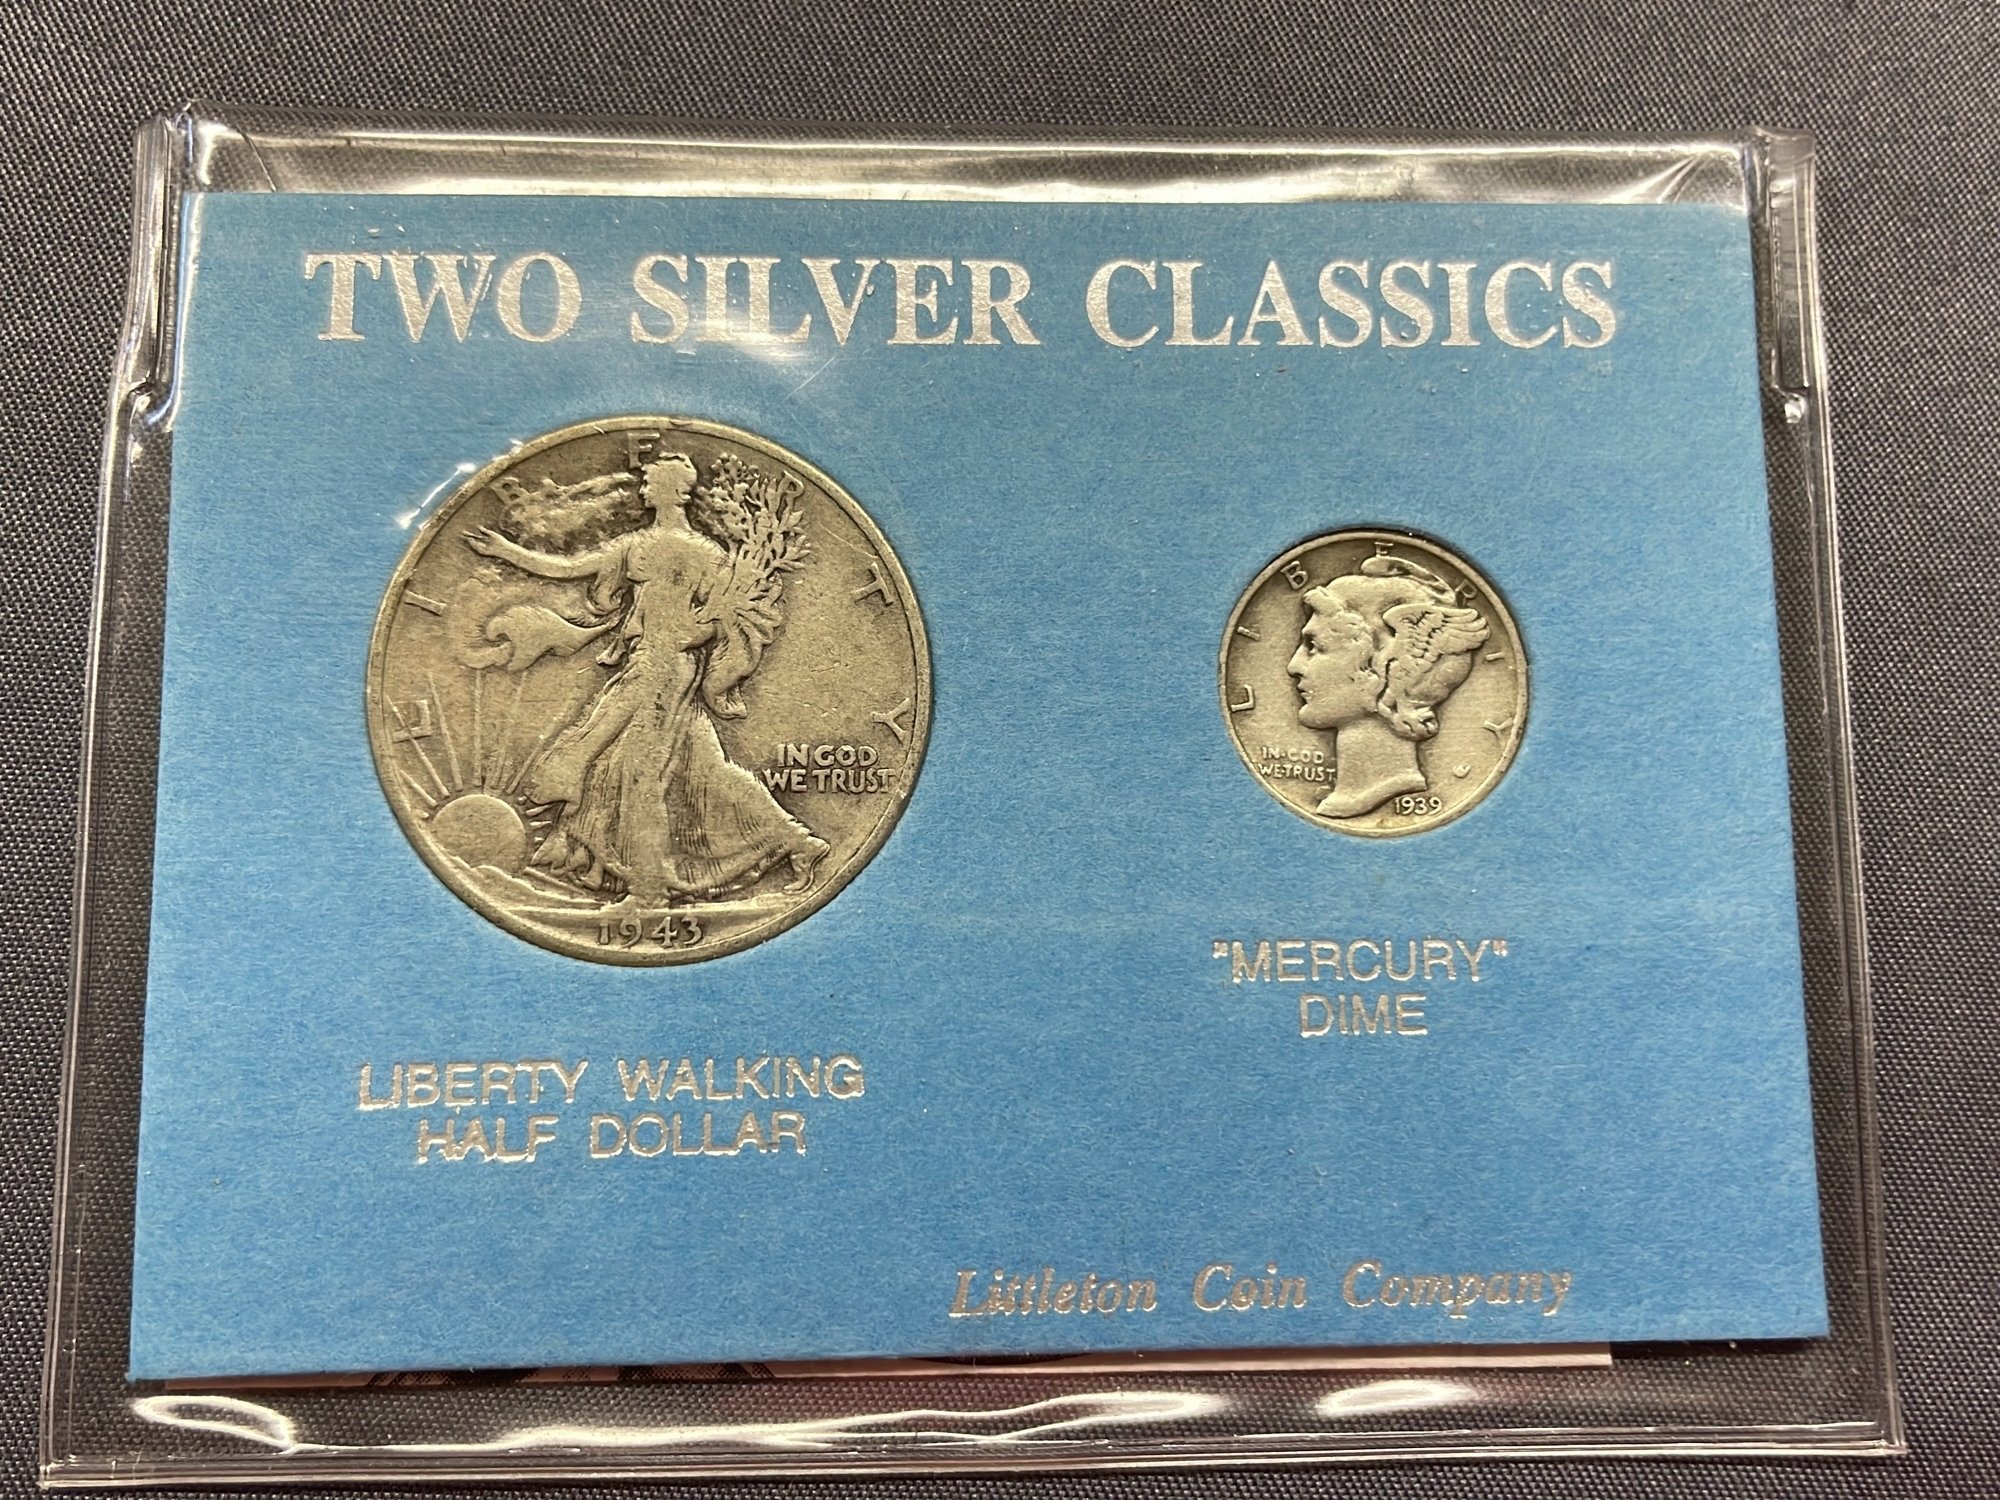 TWO SILVER CLASSICS
LIBERTY
IN GOD
WE TRUST
1943
LIBERTY
IN·GOD
WE·TRUST
1939
"MERCURY"
DIME
LIBERTY WALKING
HALF DOLLAR
Littleton Coin Company